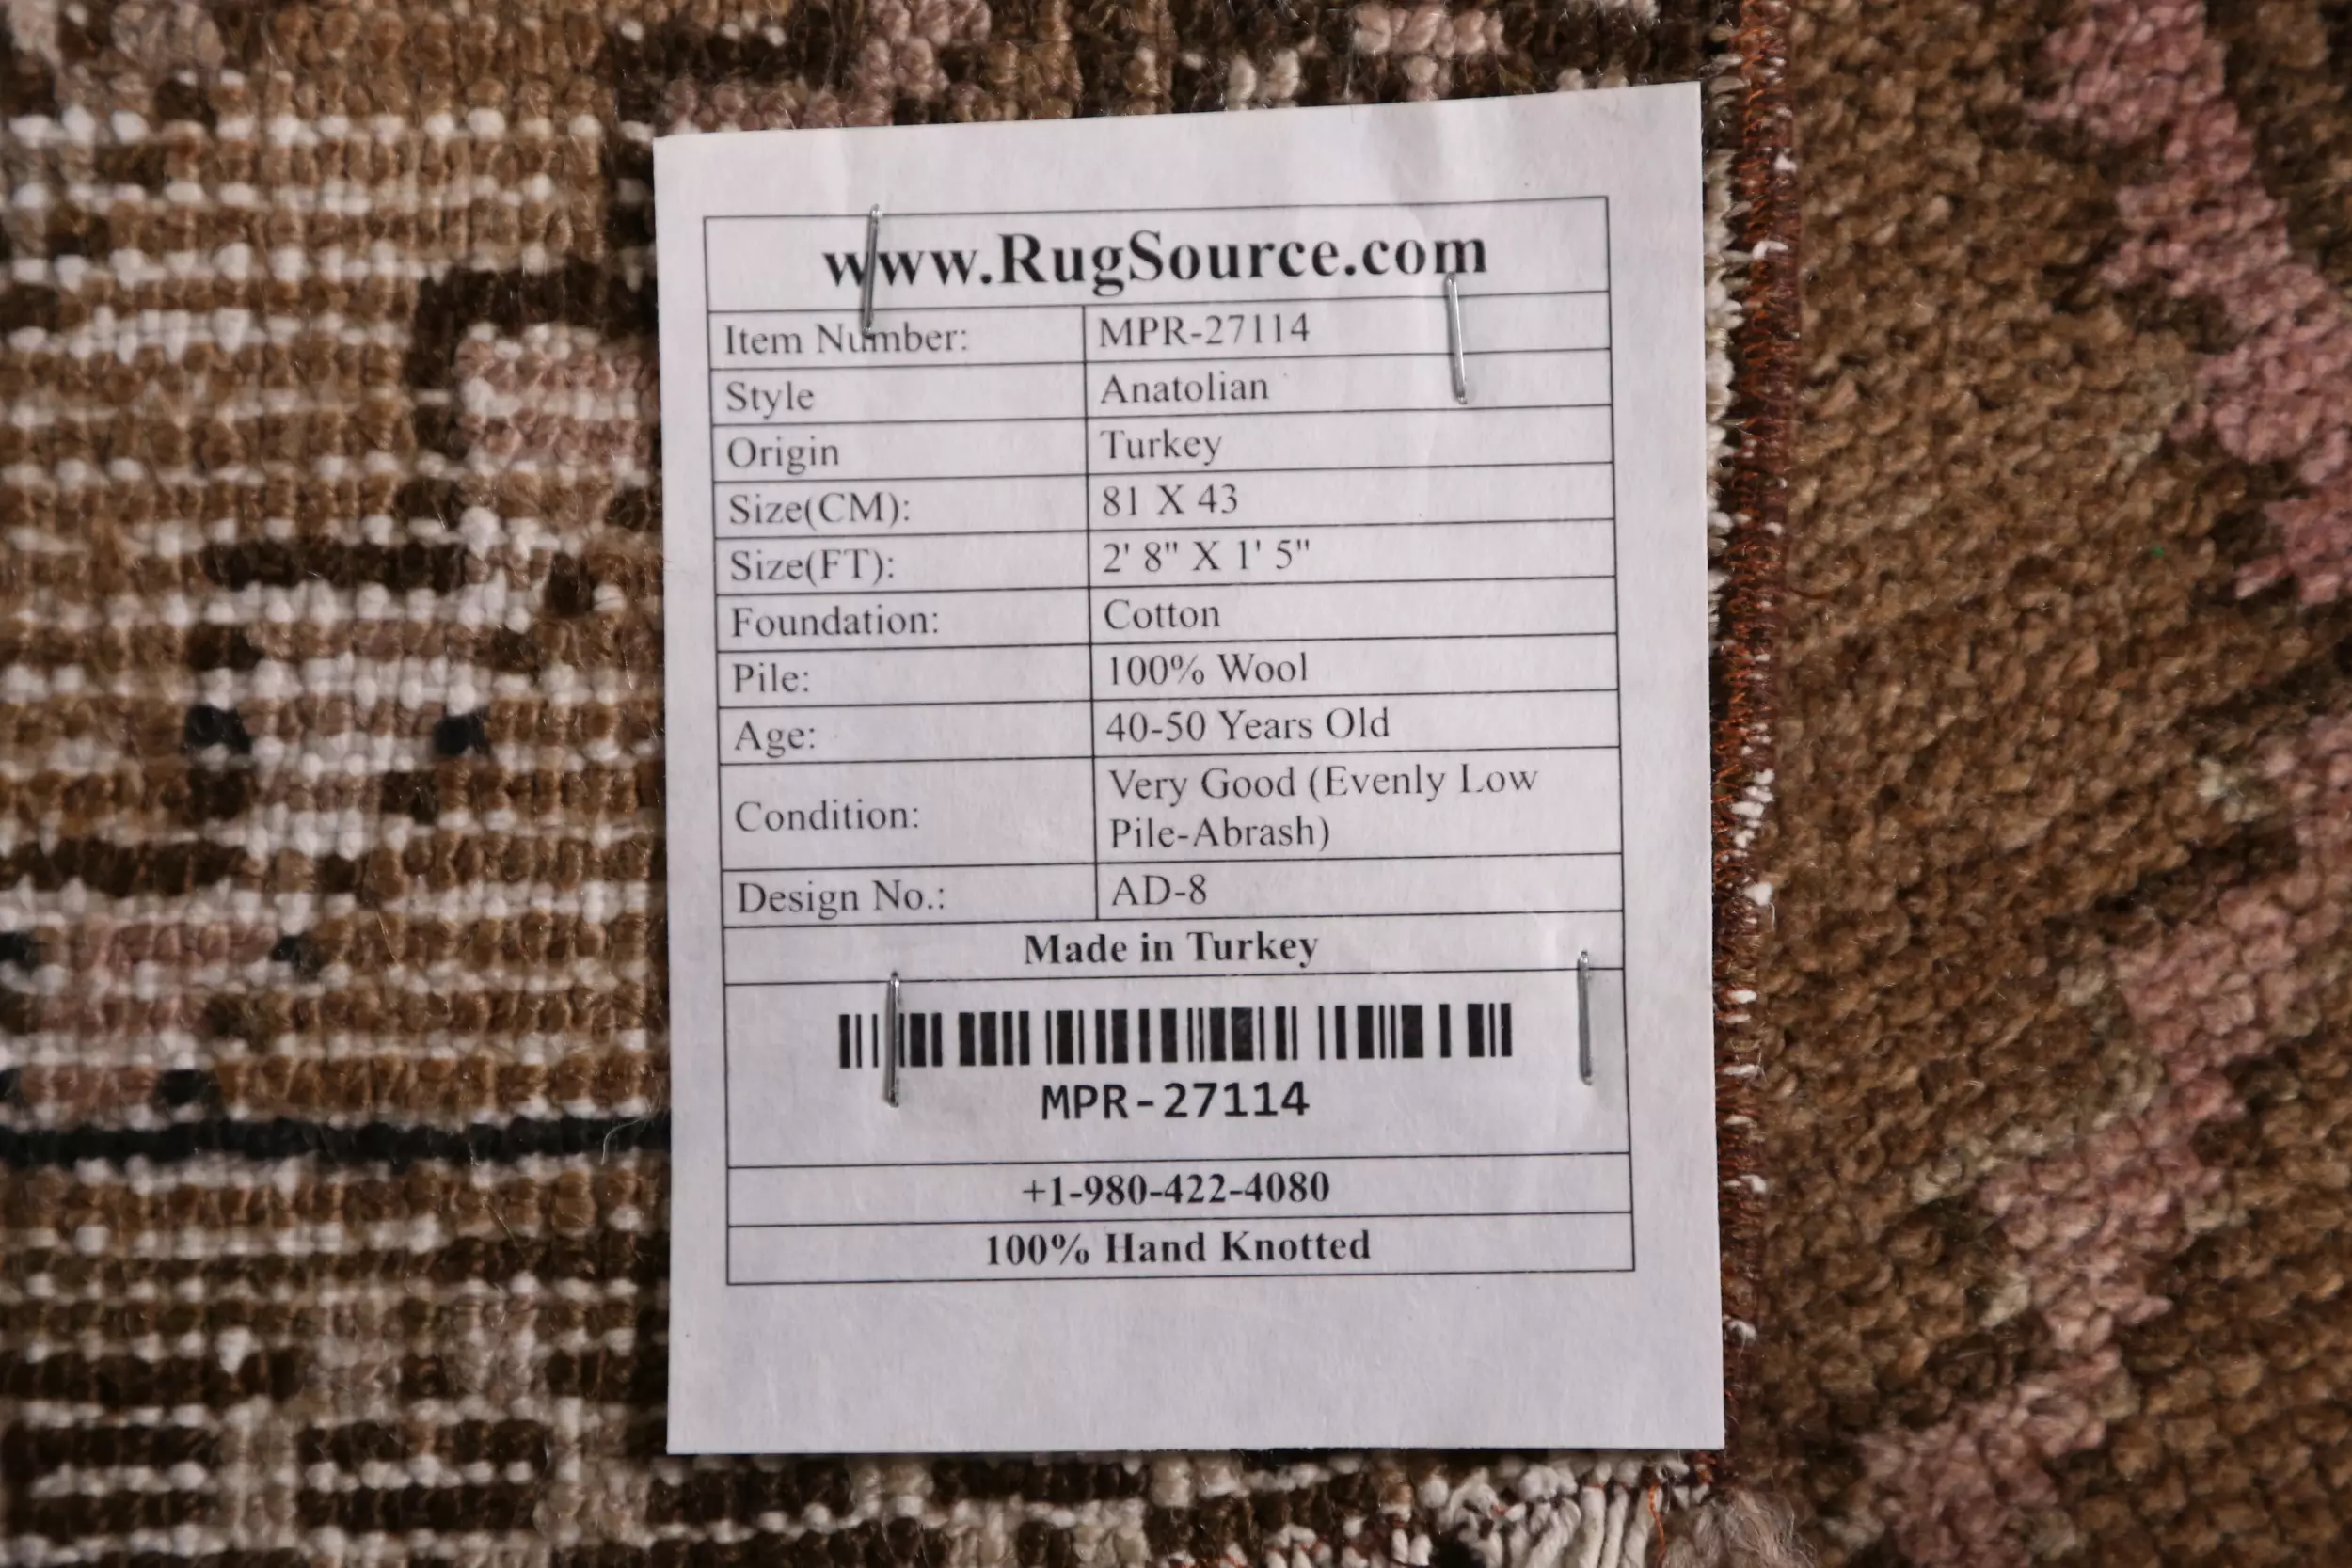 www.RugSource.com
Item Number: MPR-27114
Style Anatolian
Origin Turkey
Size(CM): 81 X 43
Size(FT): 2' 8" X 1' 5"
Foundation: Cotton
Pile: 100% Wool
Age: 40-50 Years Old
Condition: Very Good (Evenly Low
Pile-Abrash)
Design No.: AD-8
Made in Turkey
MPR-27114
+1-980-422-4080
100% Hand Knotted